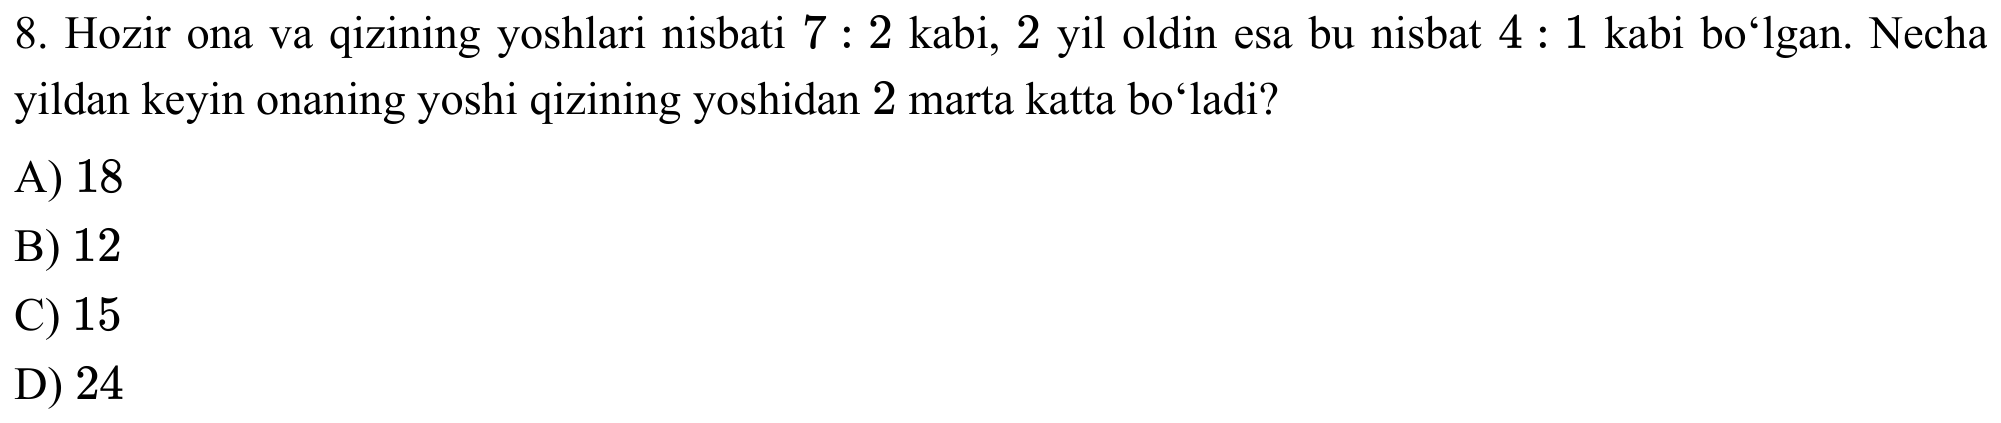 8. Hozir ona va qizining yoshlari nisbati 7 : 2 kabi, 2 yil oldin esa bu nisbat 4 : 1 kabi bo‘lgan. Necha
yildan keyin onaning yoshi qizining yoshidan 2 marta katta bo‘ladi?
A) 18
B) 12
C) 15
D) 24